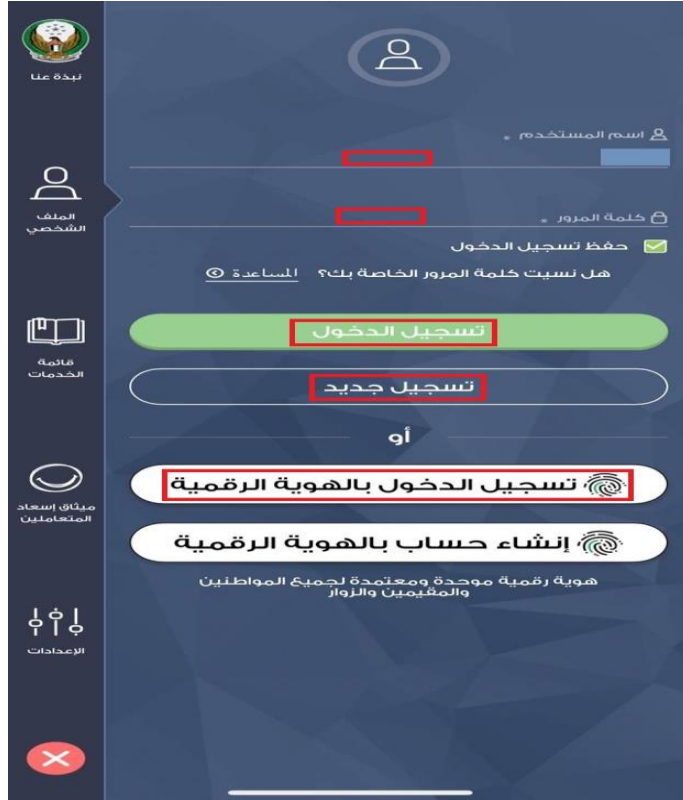 اسم المستخدم *
كلمة المرور *
حفظ تسجيل الدخول
هل نسيت كلمة المرور الخاصة بك؟ المساعدة
تسجيل الدخول
تسجيل جديد
أو
تسجيل الدخول بالهوية الرقمية
إنشاء حساب بالهوية الرقمية
هوية رقمية موحدة ومعتمدة لجميع المواطنين
والمقيمين والزوار
نبذة عنا
الملف
الشخصي
قائمة
الخدمات
ميثاق إسعاد
المتعاملين
الإعدادات